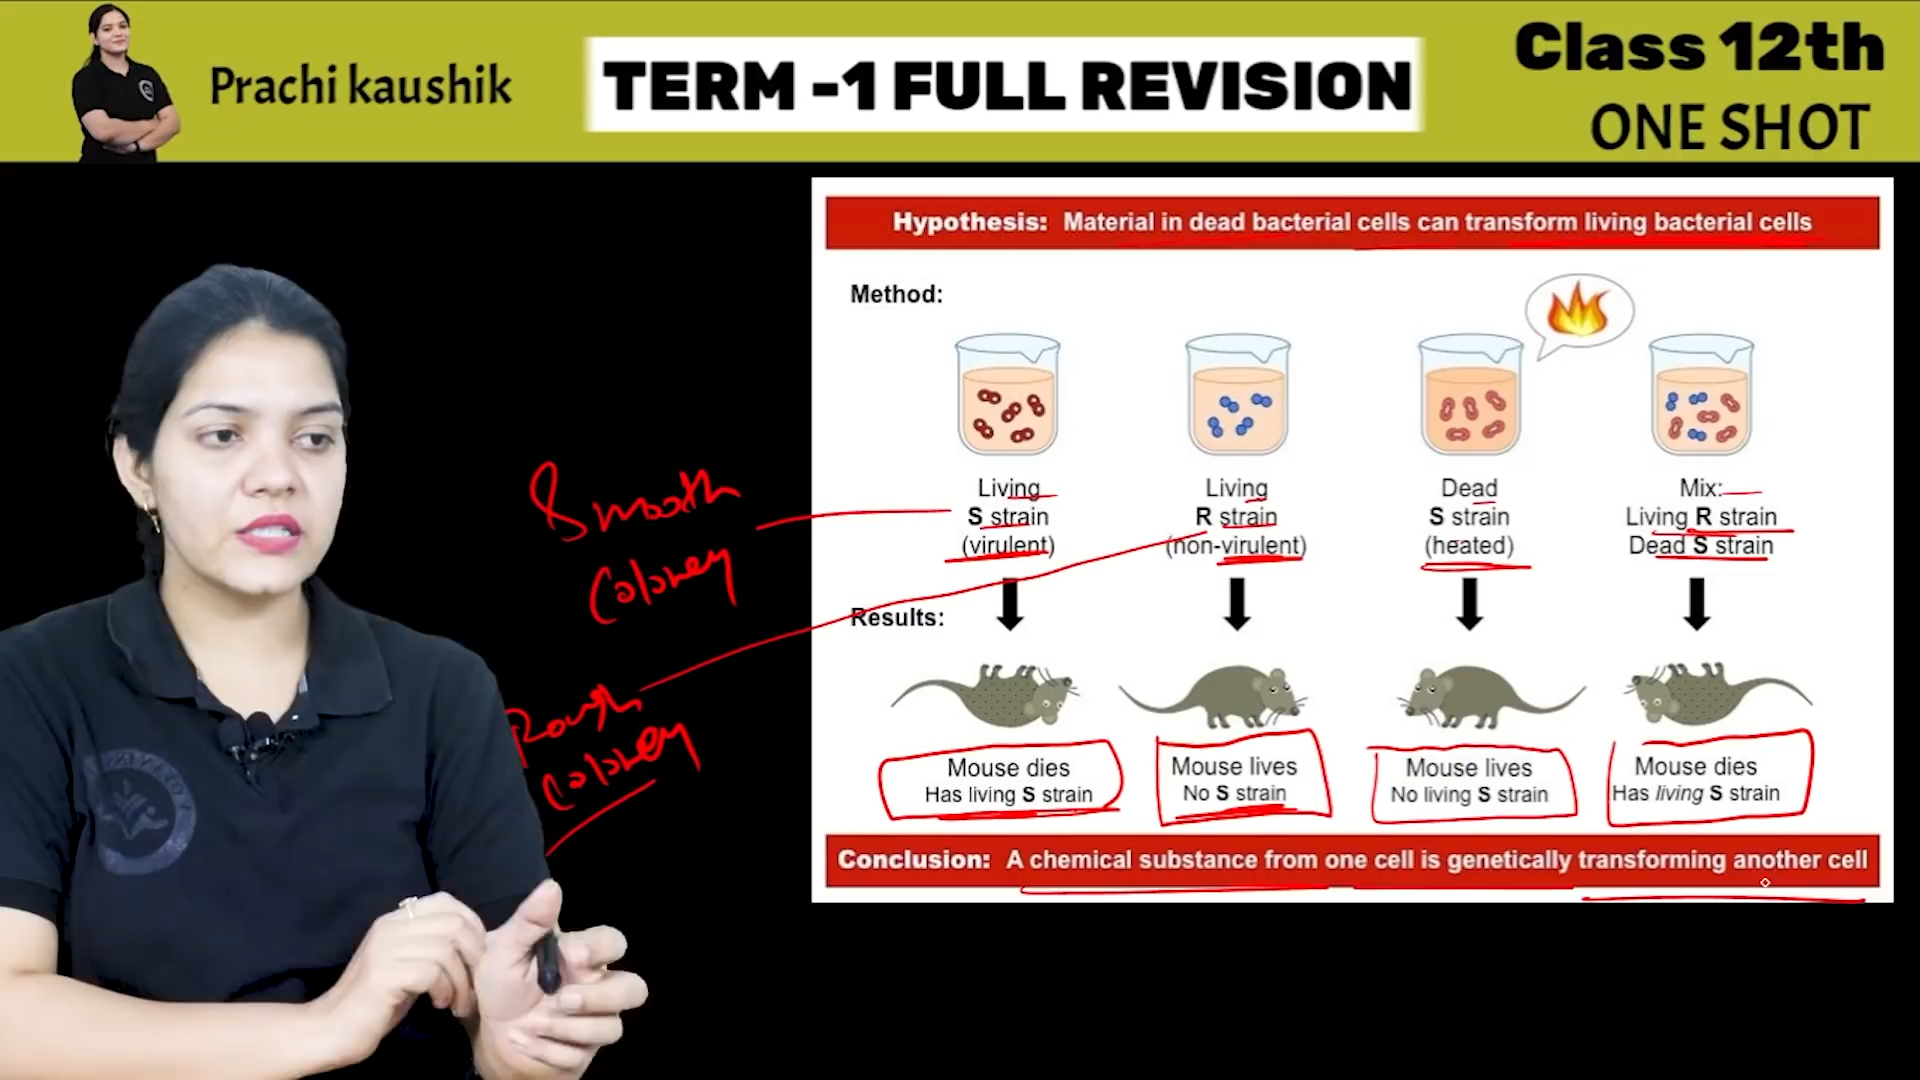 Prachi kaushik
TERM -1 FULL REVISION
Class 12th
ONE SHOT
Hypothesis: Material in dead bacterial cells can transform living bacterial cells
Method:
Living
S strain
(virulent)
Living
R strain
(non-virulent)
Dead
S strain
(heated)
Mix:
Living R strain
Dead S strain
Smooth
Coloney
Rough
Coloney
Results:
Mouse dies
Has living S strain
Mouse lives
No S strain
Mouse lives
No living S strain
Mouse dies
Has living S strain
Conclusion: A chemical substance from one cell is genetically transforming another cell